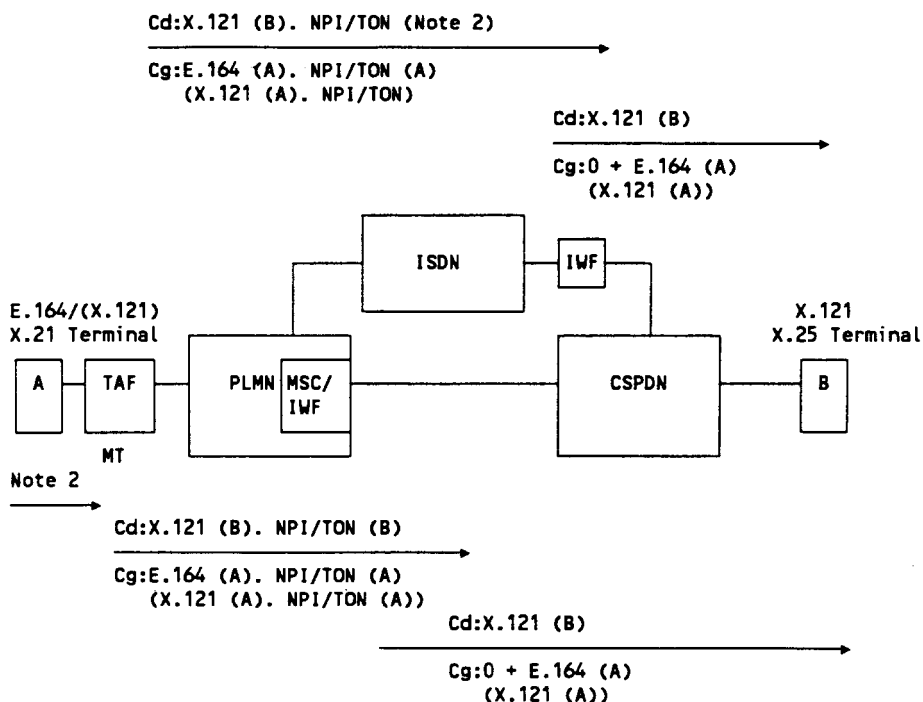 Cd:X.121 (B). NPI/TON (Note 2)
Cg:E.164 (A). NPI/TON (A)
(X.121 (A). NPI/TON)
Cd:X.121 (B)
Cg:0 + E.164 (A)
(X.121 (A))
ISDN
IWF
E.164/(X.121)
X.21 Terminal
X.121
X.25 Terminal
A
TAF
PLMN
MSC/
IWF
CSPDN
B
MT
Note 2
Cd:X.121 (B). NPI/TON (B)
Cg:E.164 (A). NPI/TON (A)
(X.121 (A). NPI/TON (A))
Cd:X.121 (B)
Cg:0 + E.164 (A)
(X.121 (A))